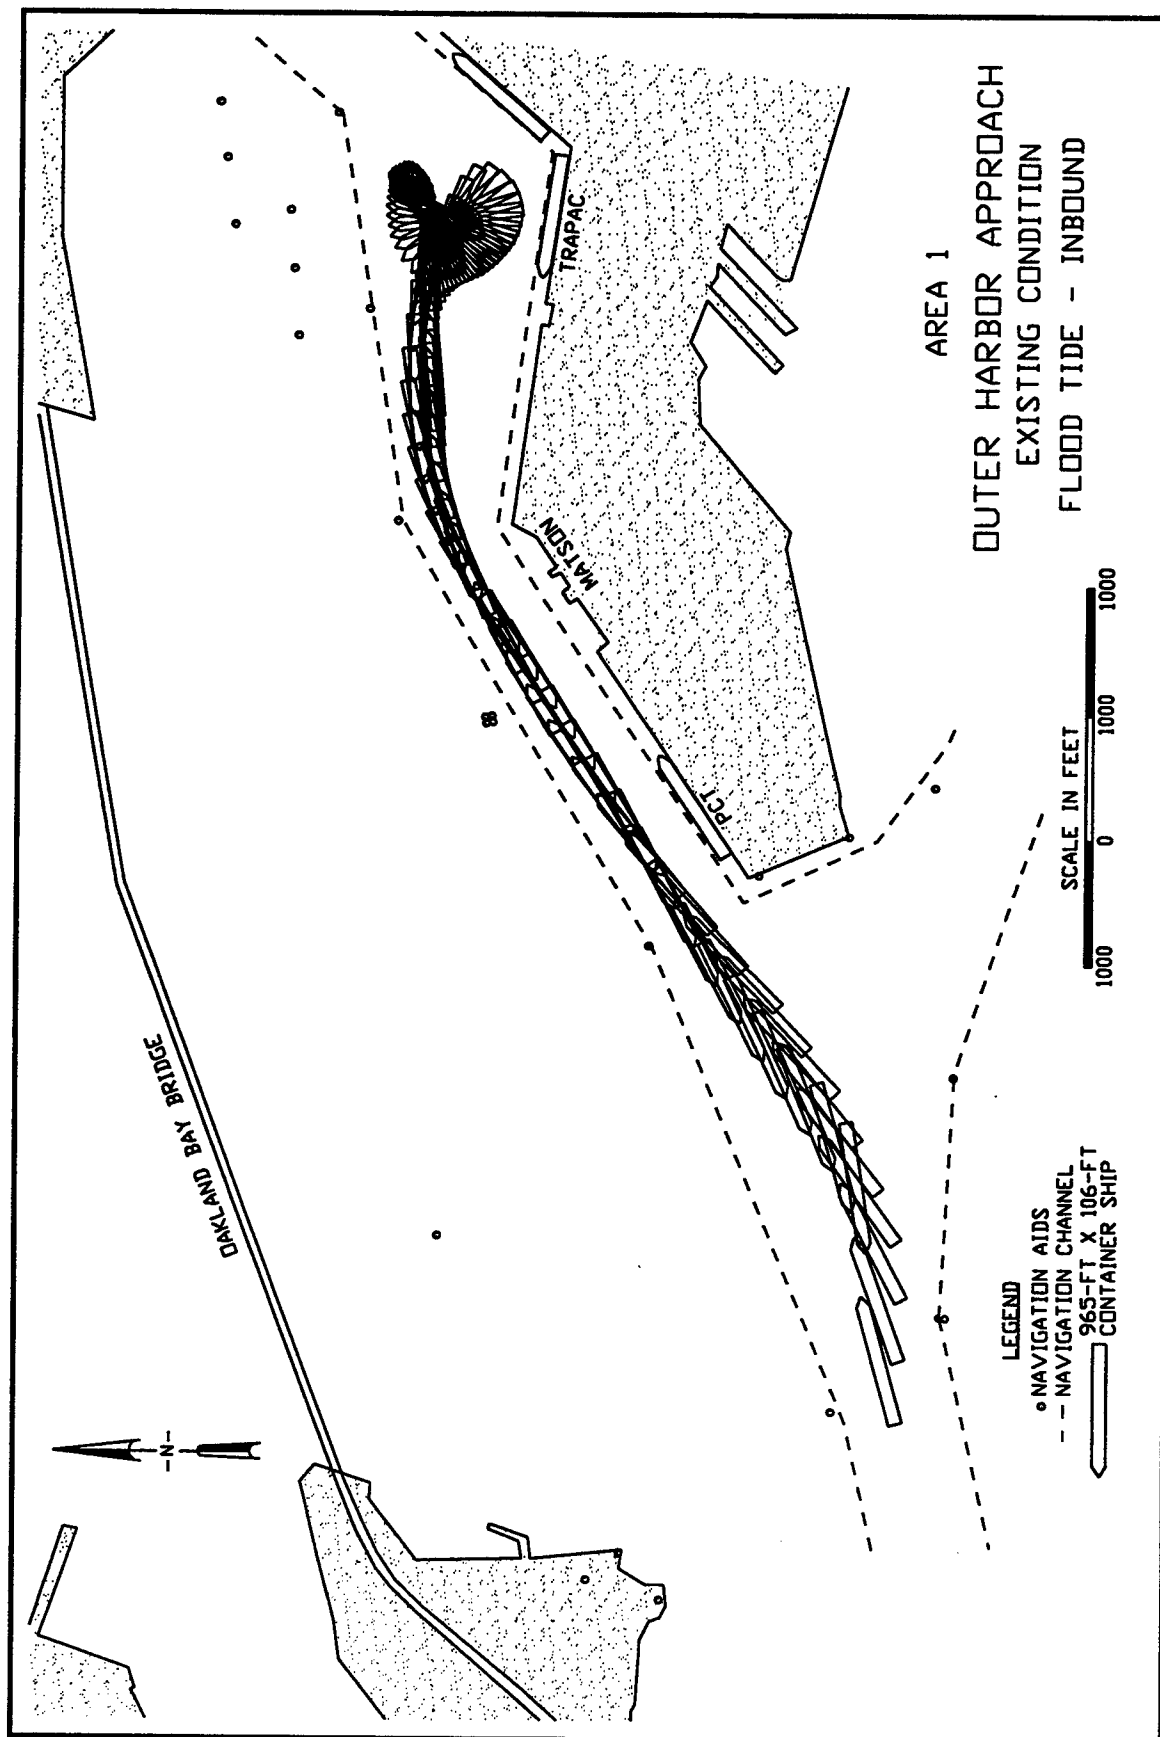 OAKLAND BAY BRIDGE
-N-
TRAPAC
MATSON
PCT
AREA 1
OUTER HARBOR APPROACH
EXISTING CONDITION
FLOOD TIDE - INBOUND
SCALE IN FEET
1000 0 1000 1000
LEGEND
NAVIGATION AIDS
-- NAVIGATION CHANNEL
965-FT X 106-FT
CONTAINER SHIP